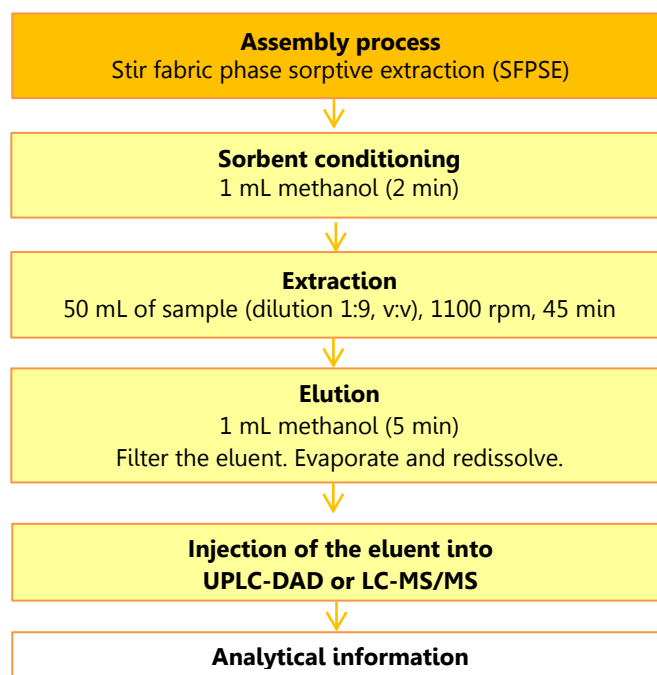 Assembly process
Stir fabric phase sorptive extraction (SFPSE)
Sorbent conditioning
1 mL methanol (2 min)
Extraction
50 mL of sample (dilution 1:9, v:v), 1100 rpm, 45 min
Elution
1 mL methanol (5 min)
Filter the eluent. Evaporate and redissolve.
Injection of the eluent into
UPLC-DAD or LC-MS/MS
Analytical information